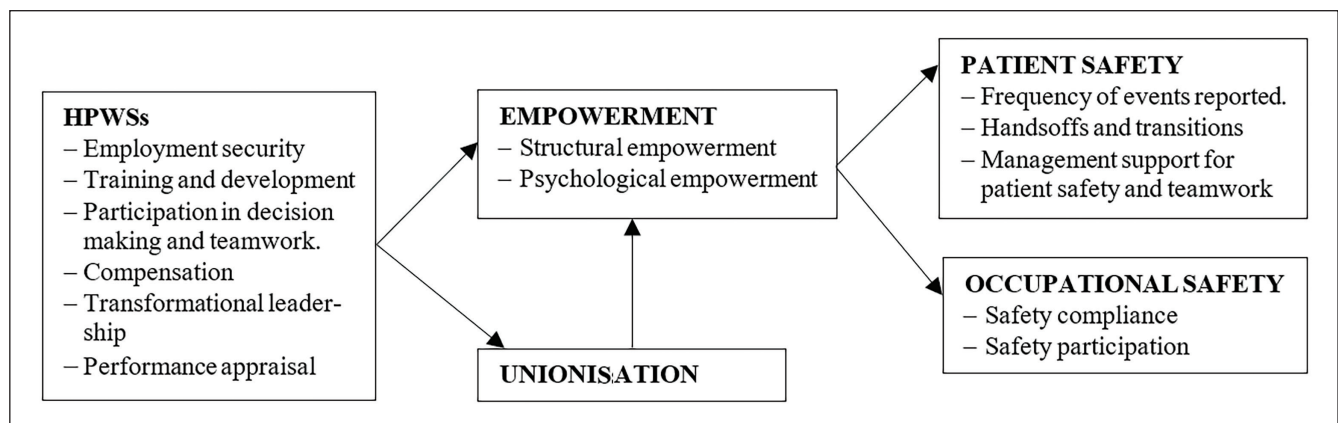 HPWSs
– Employment security
– Training and development
– Participation in decision
making and teamwork.
– Compensation
– Transformational leader-
ship
– Performance appraisal
EMPOWERMENT
– Structural empowerment
– Psychological empowerment
UNIONISATION
PATIENT SAFETY
– Frequency of events reported.
– Handsoffs and transitions
– Management support for
patient safety and teamwork
OCCUPATIONAL SAFETY
– Safety compliance
– Safety participation